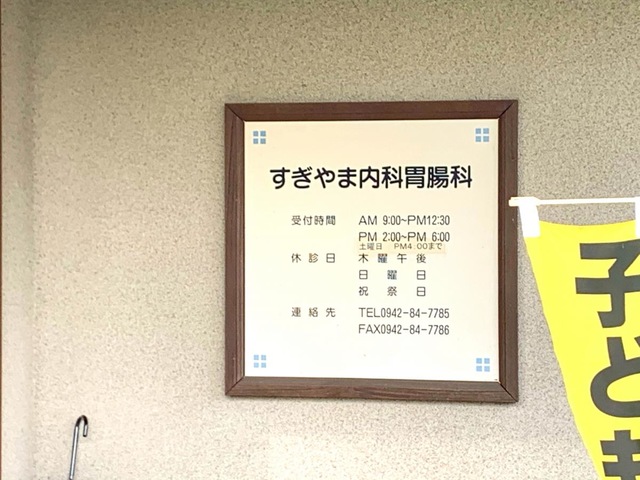 すぎやま内科胃腸科
受付時間 AM 9:00~PM12:30
PM 2:00~PM 6:00
土曜日 PM4:00まで
休診日 木曜午後
日曜日
祝祭日
連絡先 TEL0942-84-7785
FAX0942-84-7786
子ども